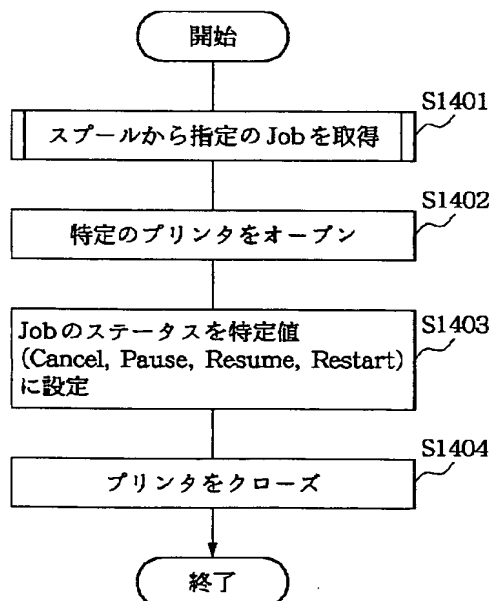 開始
S1401
スプールから指定のJobを取得
S1402
特定のプリンタをオープン
S1403
Jobのステータスを特定値
(Cancel, Pause, Resume, Restart)
に設定
S1404
プリンタをクローズ
終了